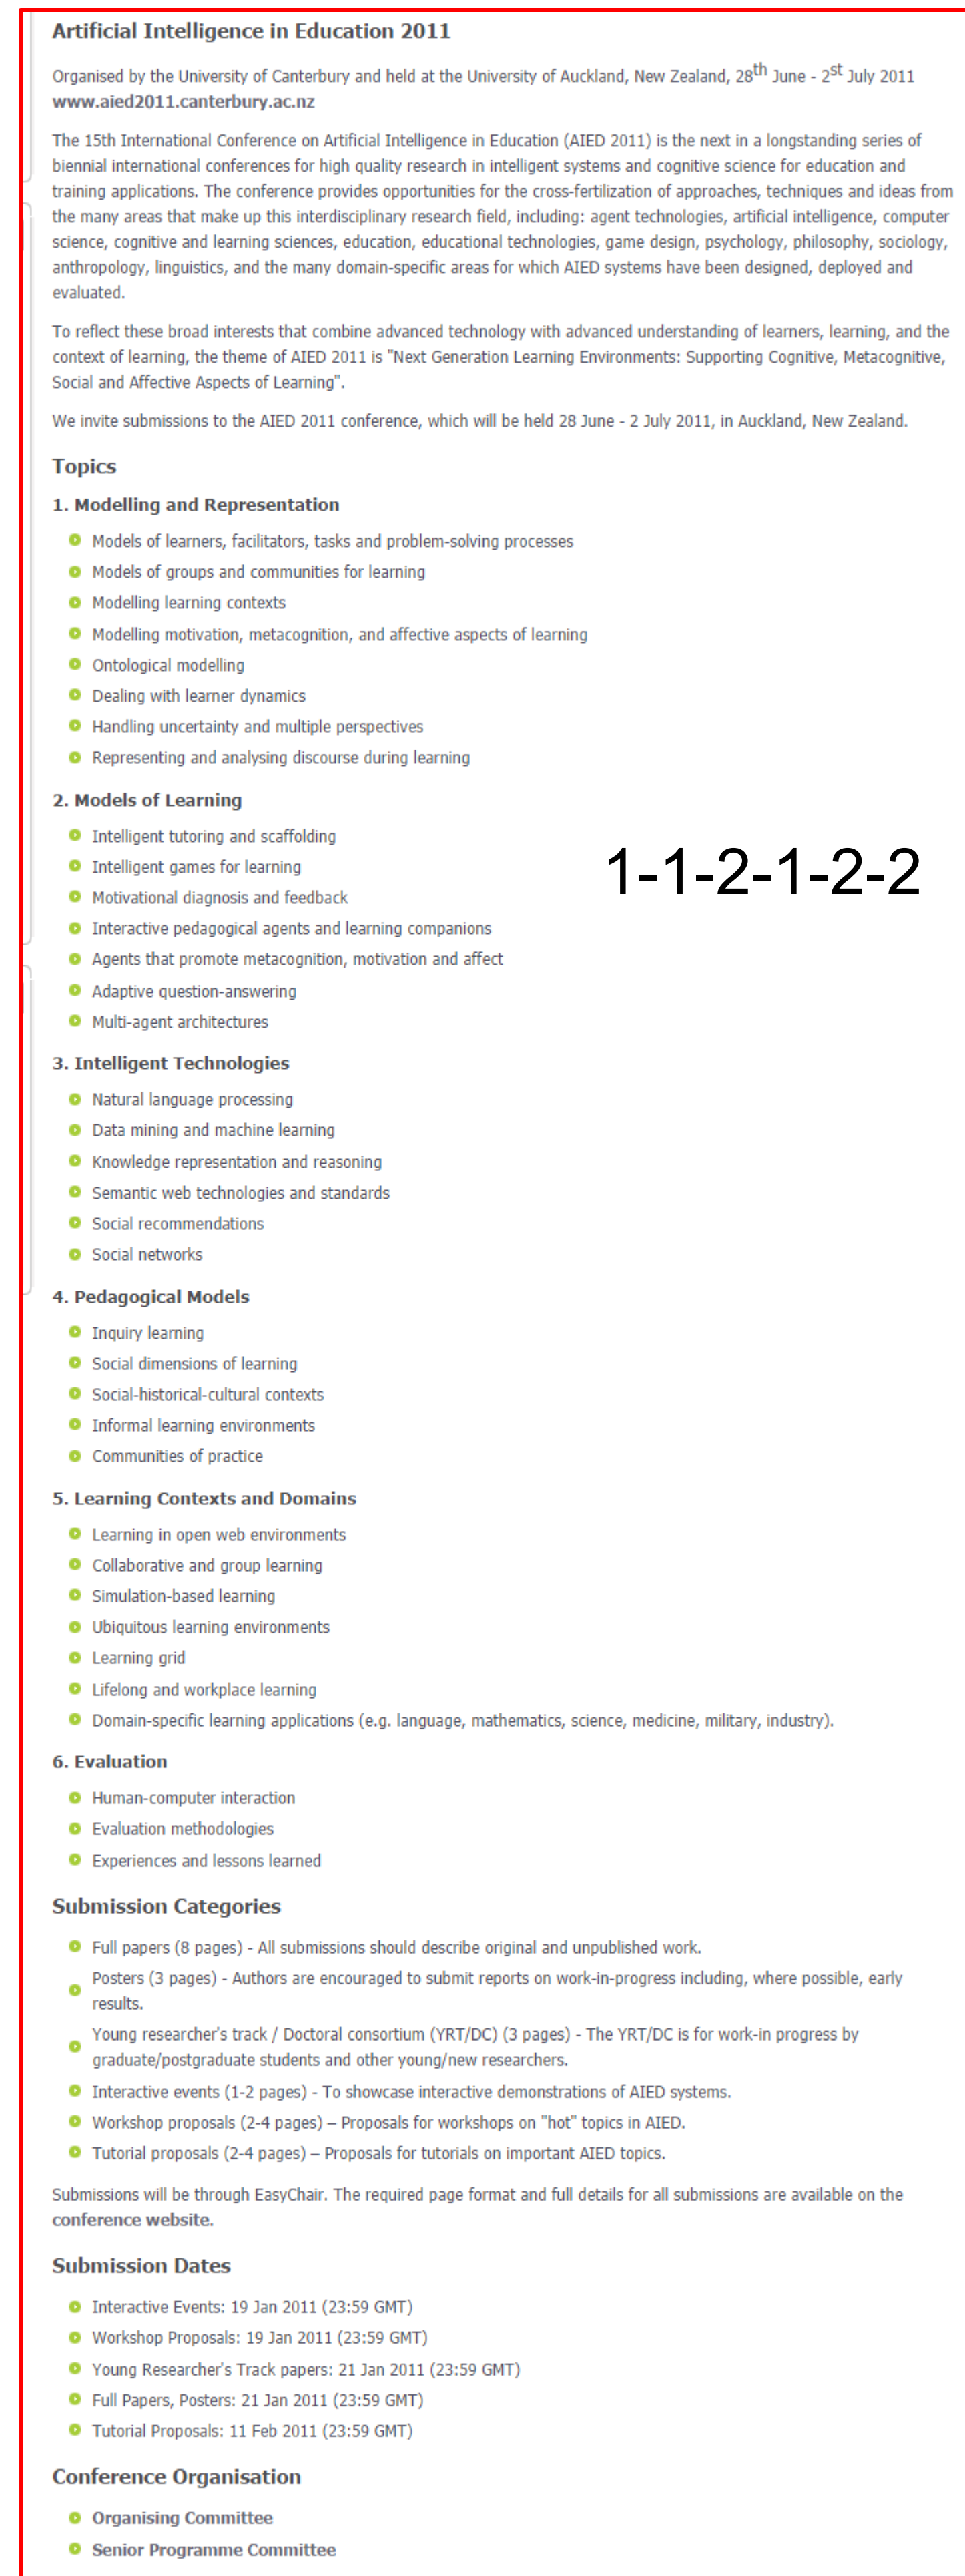 Artificial Intelligence in Education 2011
Organised by the University of Canterbury and held at the University of Auckland, New Zealand, 28th June - 2st July 2011
www.aied2011.canterbury.ac.nz
The 15th International Conference on Artificial Intelligence in Education (AIED 2011) is the next in a longstanding series of
biennial international conferences for high quality research in intelligent systems and cognitive science for education and
training applications. The conference provides opportunities for the cross-fertilization of approaches, techniques and ideas from
the many areas that make up this interdisciplinary research field, including: agent technologies, artificial intelligence, computer
science, cognitive and learning sciences, education, educational technologies, game design, psychology, philosophy, sociology,
anthropology, linguistics, and the many domain-specific areas for which AIED systems have been designed, deployed and
evaluated.
To reflect these broad interests that combine advanced technology with advanced understanding of learners, learning, and the
context of learning, the theme of AIED 2011 is "Next Generation Learning Environments: Supporting Cognitive, Metacognitive,
Social and Affective Aspects of Learning".
We invite submissions to the AIED 2011 conference, which will be held 28 June - 2 July 2011, in Auckland, New Zealand.
Topics
1. Modelling and Representation
Models of learners, facilitators, tasks and problem-solving processes
Models of groups and communities for learning
Modelling learning contexts
Modelling motivation, metacognition, and affective aspects of learning
Ontological modelling
Dealing with learner dynamics
Handling uncertainty and multiple perspectives
Representing and analysing discourse during learning
2. Models of Learning
Intelligent tutoring and scaffolding
Intelligent games for learning
1-1-2-1-2-2
Motivational diagnosis and feedback
Interactive pedagogical agents and learning companions
Agents that promote metacognition, motivation and affect
Adaptive question-answering
Multi-agent architectures
3. Intelligent Technologies
Natural language processing
Data mining and machine learning
Knowledge representation and reasoning
Semantic web technologies and standards
Social recommendations
Social networks
4. Pedagogical Models
Inquiry learning
Social dimensions of learning
Social-historical-cultural contexts
Informal learning environments
Communities of practice
5. Learning Contexts and Domains
Learning in open web environments
Collaborative and group learning
Simulation-based learning
Ubiquitous learning environments
Learning grid
Lifelong and workplace learning
Domain-specific learning applications (e.g. language, mathematics, science, medicine, military, industry).
6. Evaluation
Human-computer interaction
Evaluation methodologies
Experiences and lessons learned
Submission Categories
Full papers (8 pages) - All submissions should describe original and unpublished work.
Posters (3 pages) - Authors are encouraged to submit reports on work-in-progress including, where possible, early
results.
Young researcher's track / Doctoral consortium (YRT/DC) (3 pages) - The YRT/DC is for work-in progress by
graduate/postgraduate students and other young/new researchers.
Interactive events (1-2 pages) - To showcase interactive demonstrations of AIED systems.
Workshop proposals (2-4 pages) – Proposals for workshops on "hot" topics in AIED.
Tutorial proposals (2-4 pages) – Proposals for tutorials on important AIED topics.
Submissions will be through EasyChair. The required page format and full details for all submissions are available on the
conference website.
Submission Dates
Interactive Events: 19 Jan 2011 (23:59 GMT)
Workshop Proposals: 19 Jan 2011 (23:59 GMT)
Young Researcher's Track papers: 21 Jan 2011 (23:59 GMT)
Full Papers, Posters: 21 Jan 2011 (23:59 GMT)
Tutorial Proposals: 11 Feb 2011 (23:59 GMT)
Conference Organisation
Organising Committee
Senior Programme Committee